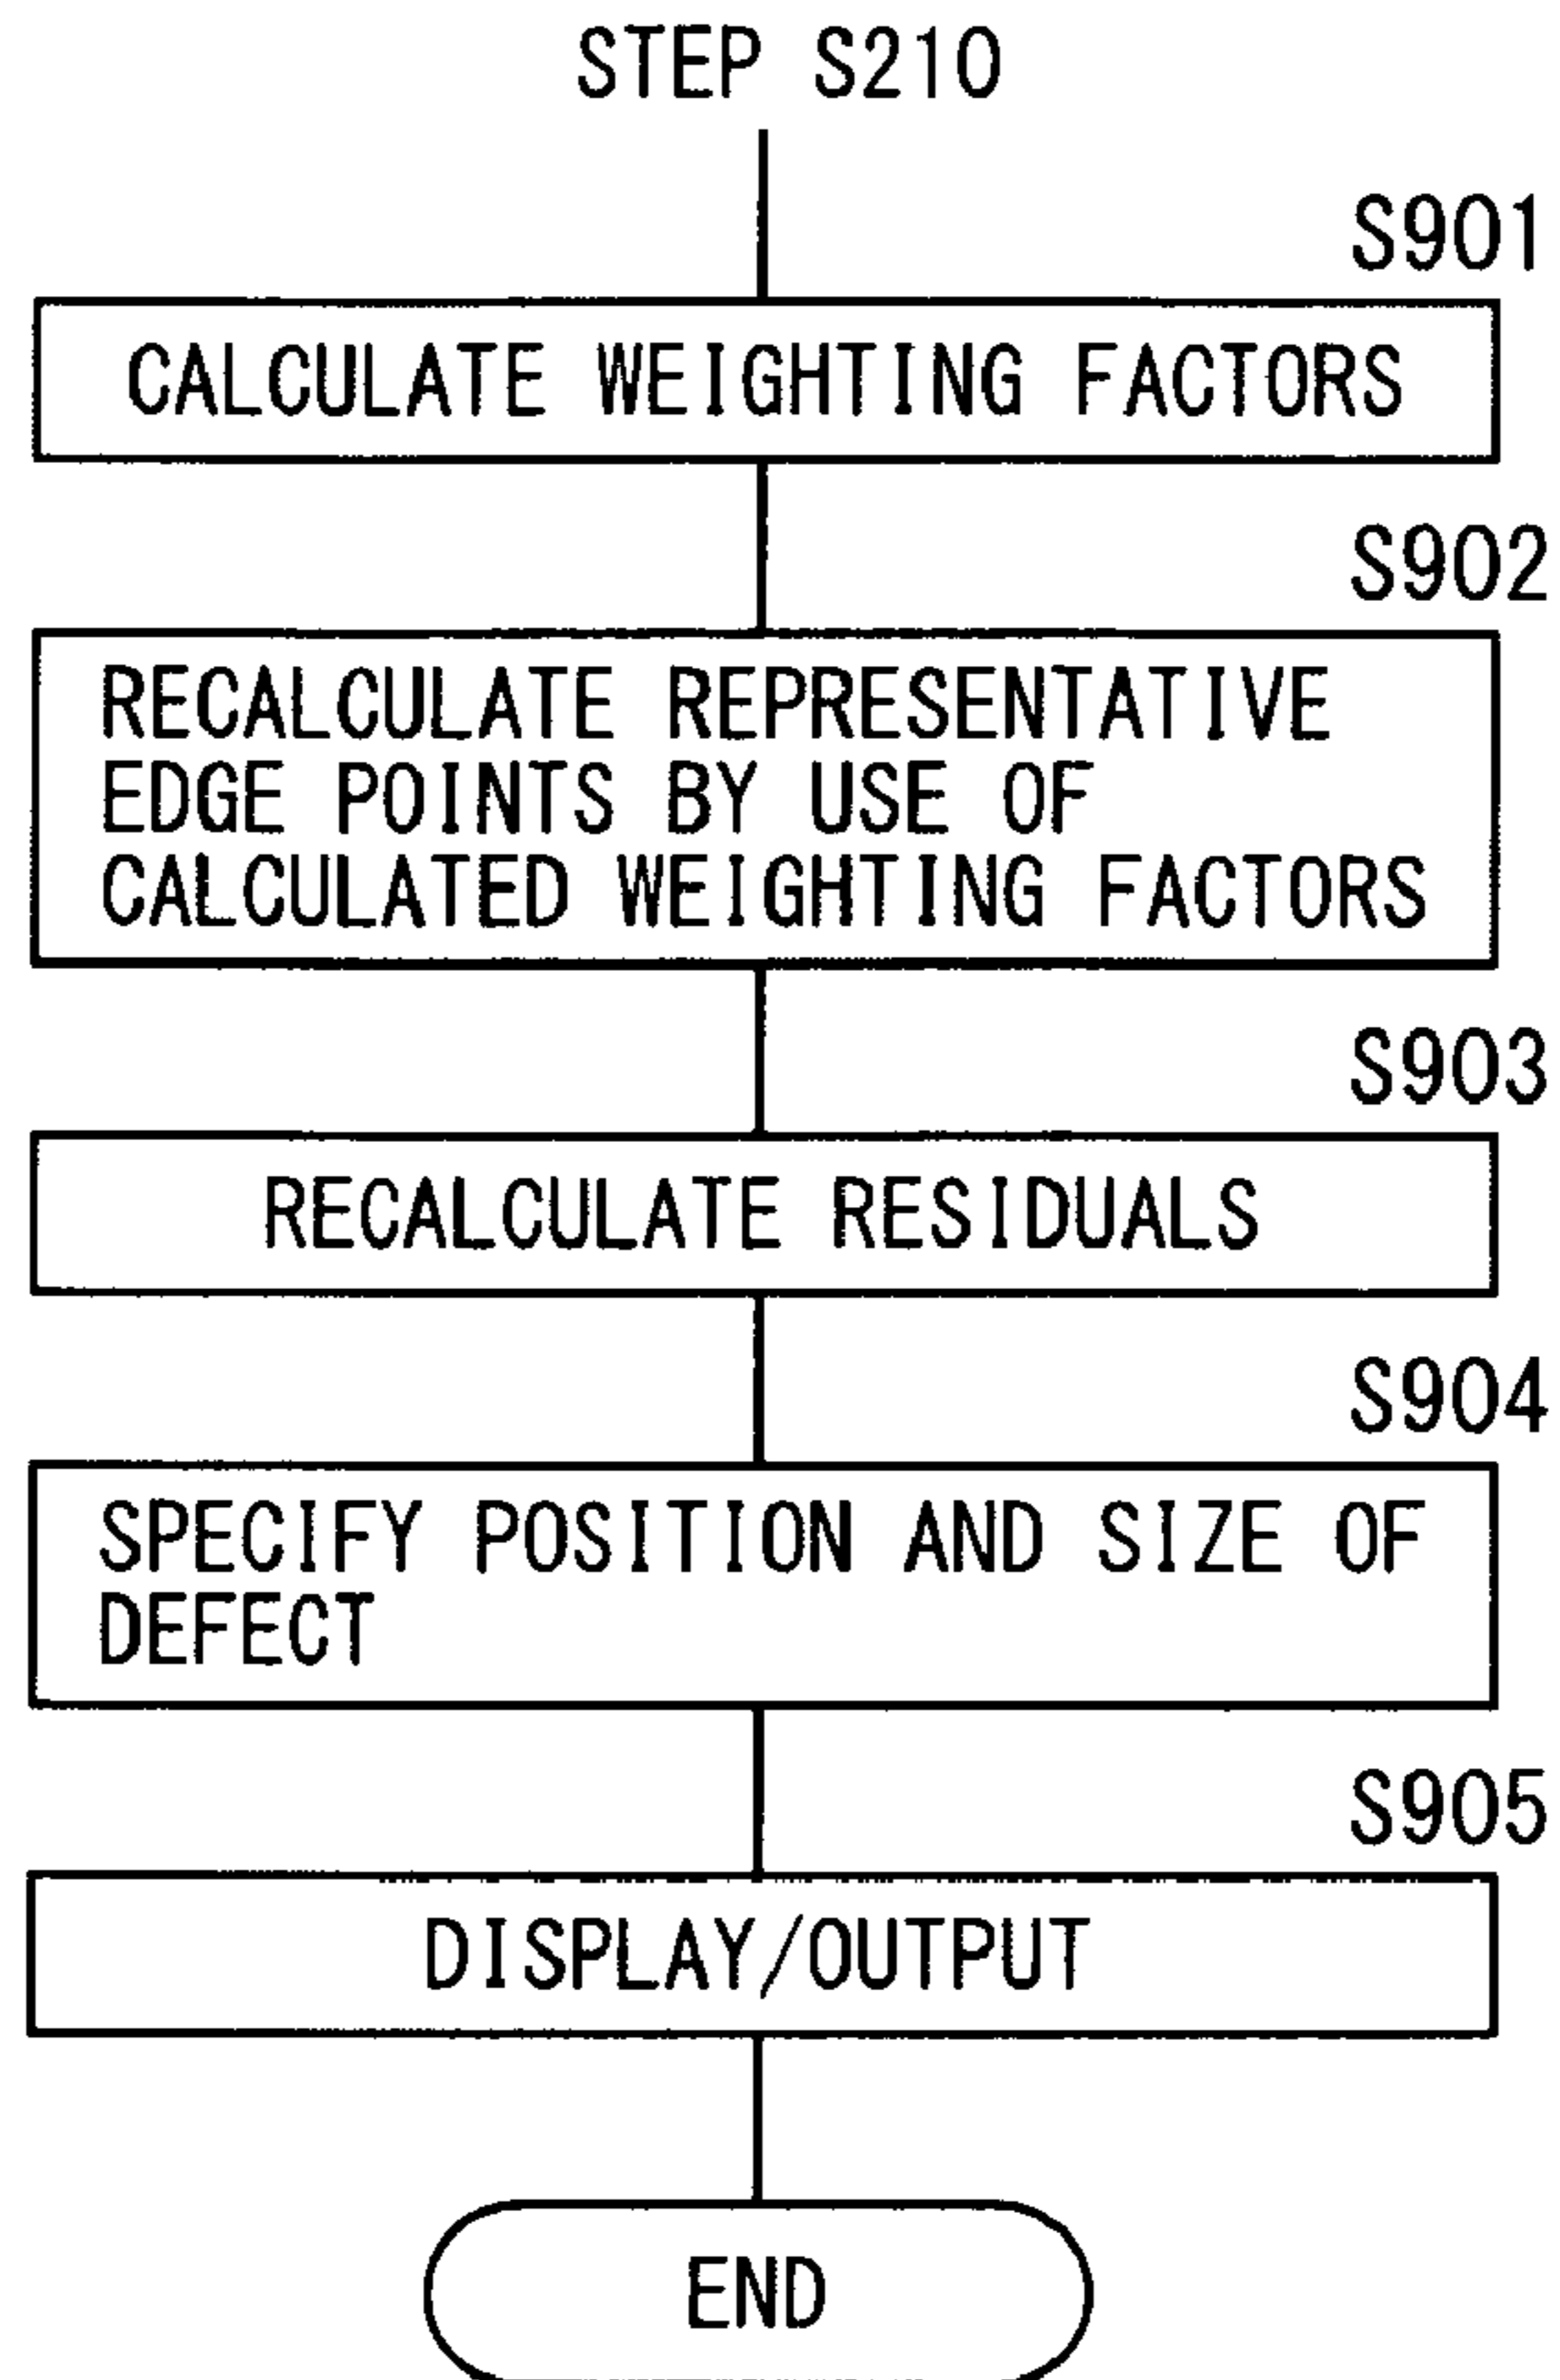 STEP S210
S901
CALCULATE WEIGHTING FACTORS
S902
RECALCULATE REPRESENTATIVE
EDGE POINTS BY USE OF
CALCULATED WEIGHTING FACTORS
S903
RECALCULATE RESIDUALS
S904
SPECIFY POSITION AND SIZE OF
DEFECT
S905
DISPLAY/OUTPUT
END